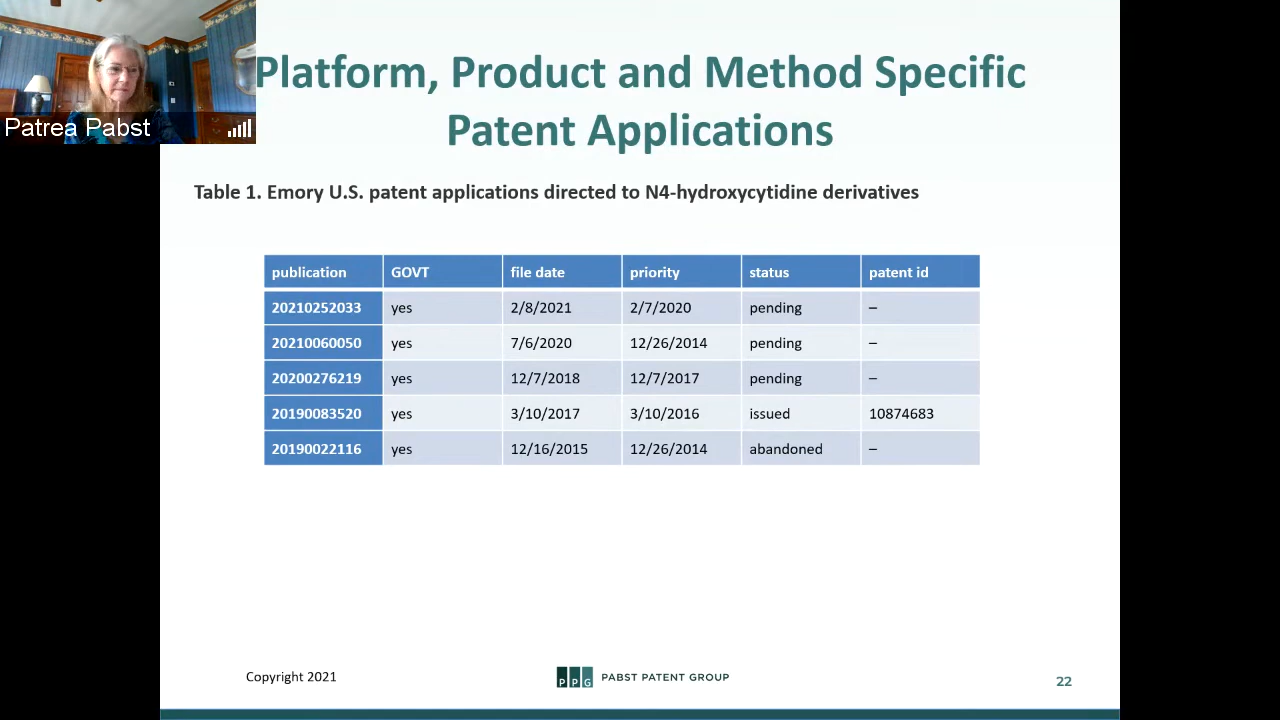 Platform, Product and Method Specific
Patent Applications
Patrea Pabst
Table 1. Emory U.S. patent applications directed to N4-hydroxycytidine derivatives
publication GOVT file date priority status patent id
20210252033 yes 2/8/2021 2/7/2020 pending –
20210060050 yes 7/6/2020 12/26/2014 pending –
20200276219 yes 12/7/2018 12/7/2017 pending –
20190083520 yes 3/10/2017 3/10/2016 issued 10874683
20190022116 yes 12/16/2015 12/26/2014 abandoned –
Copyright 2021 PPG PABST PATENT GROUP 22